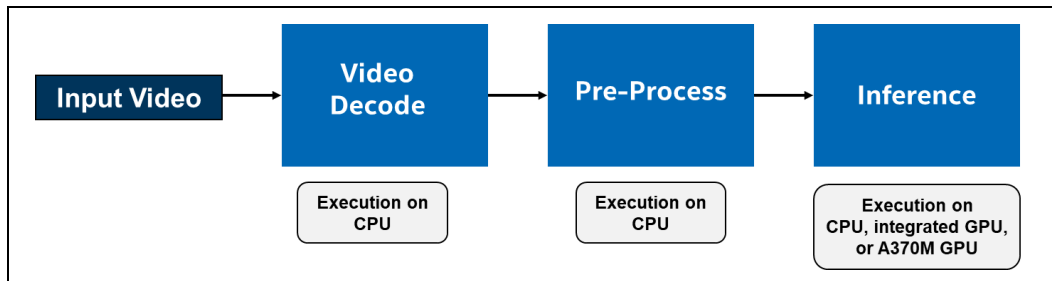 Input Video
Video
Decode
Pre-Process
Inference
Execution on
CPU
Execution on
CPU
Execution on
CPU, integrated GPU,
or A370M GPU